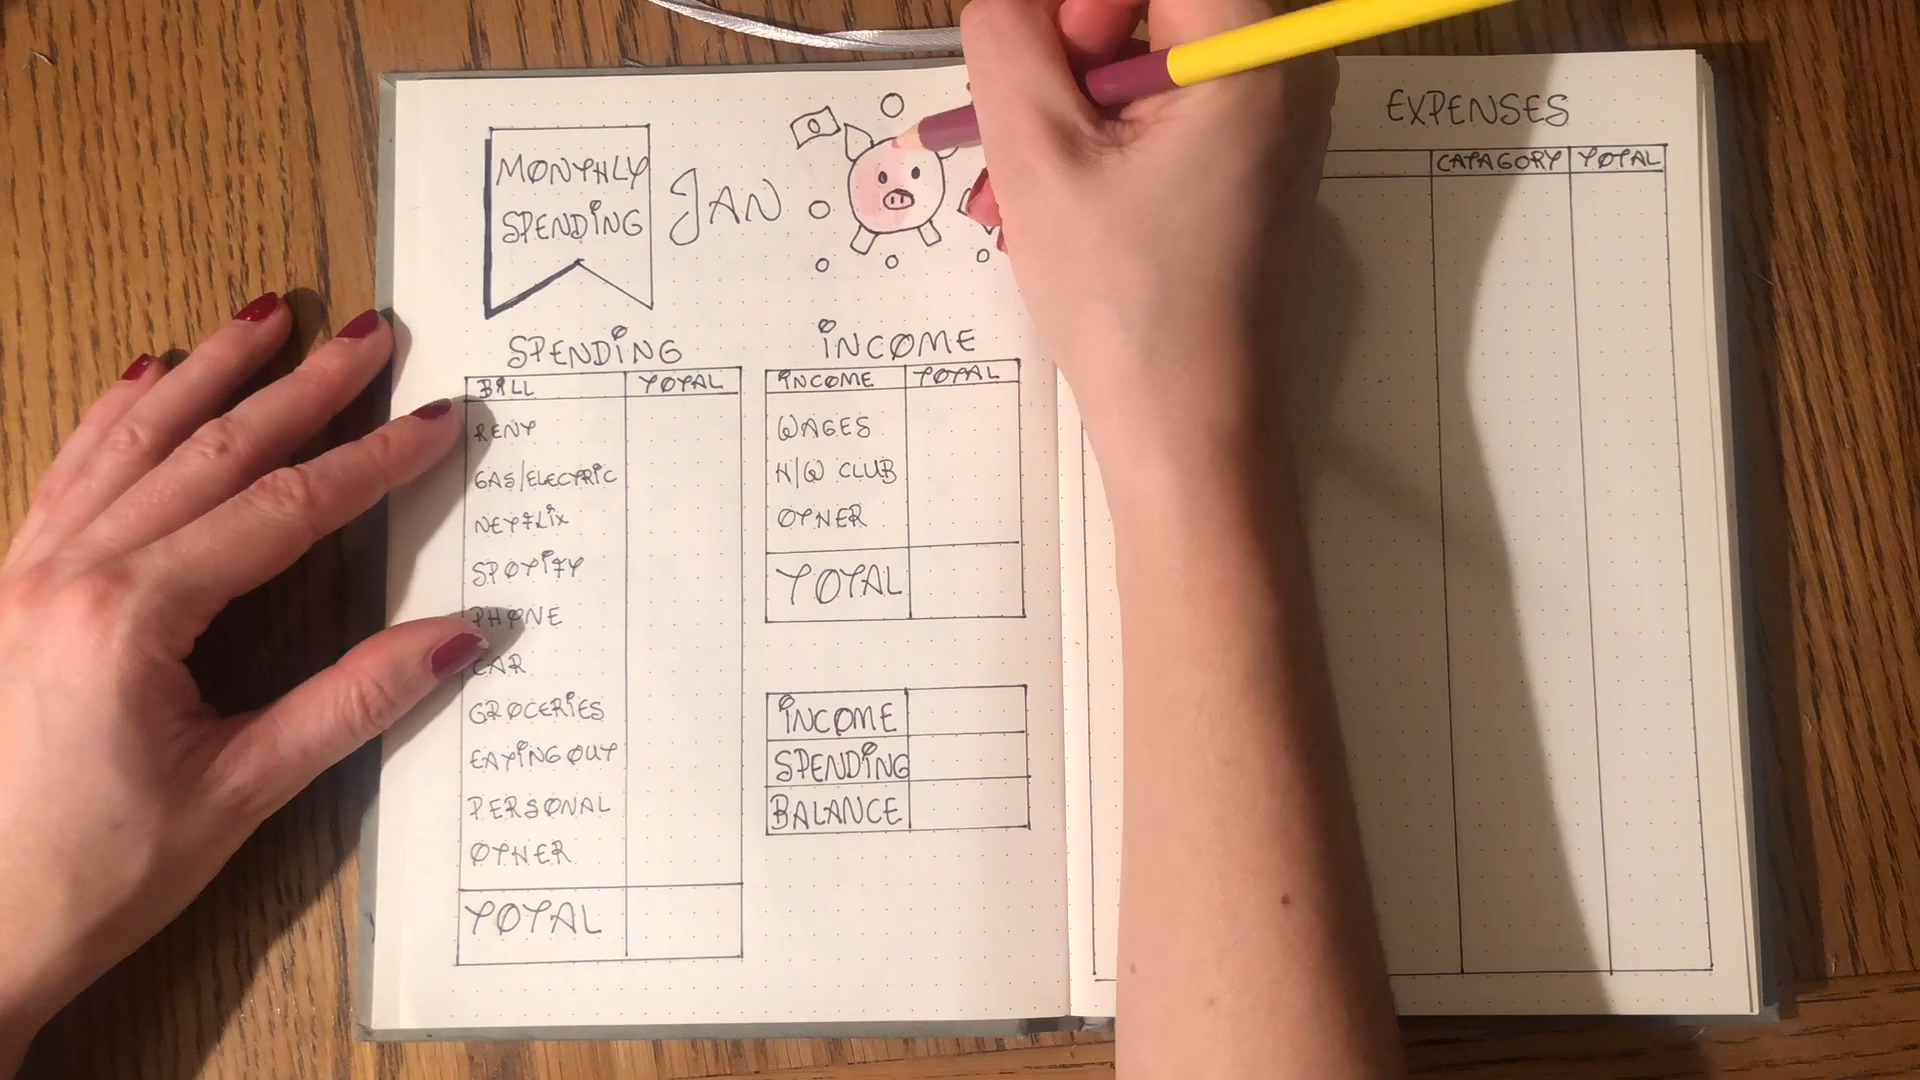 MONTHLY
SPENDING
JAN
SPENDING
BILL TOTAL
RENT
GAS/ELECTRIC
NETFLIX
SPOTIFY
PHONE
CAR
GROCERIES
EATING OUT
PERSONAL
OTHER
TOTAL
INCOME
INCOME TOTAL
WAGES
H/W CLUB
OTHER
TOTAL
INCOME
SPENDING
BALANCE
EXPENSES
CATAGORY TOTAL